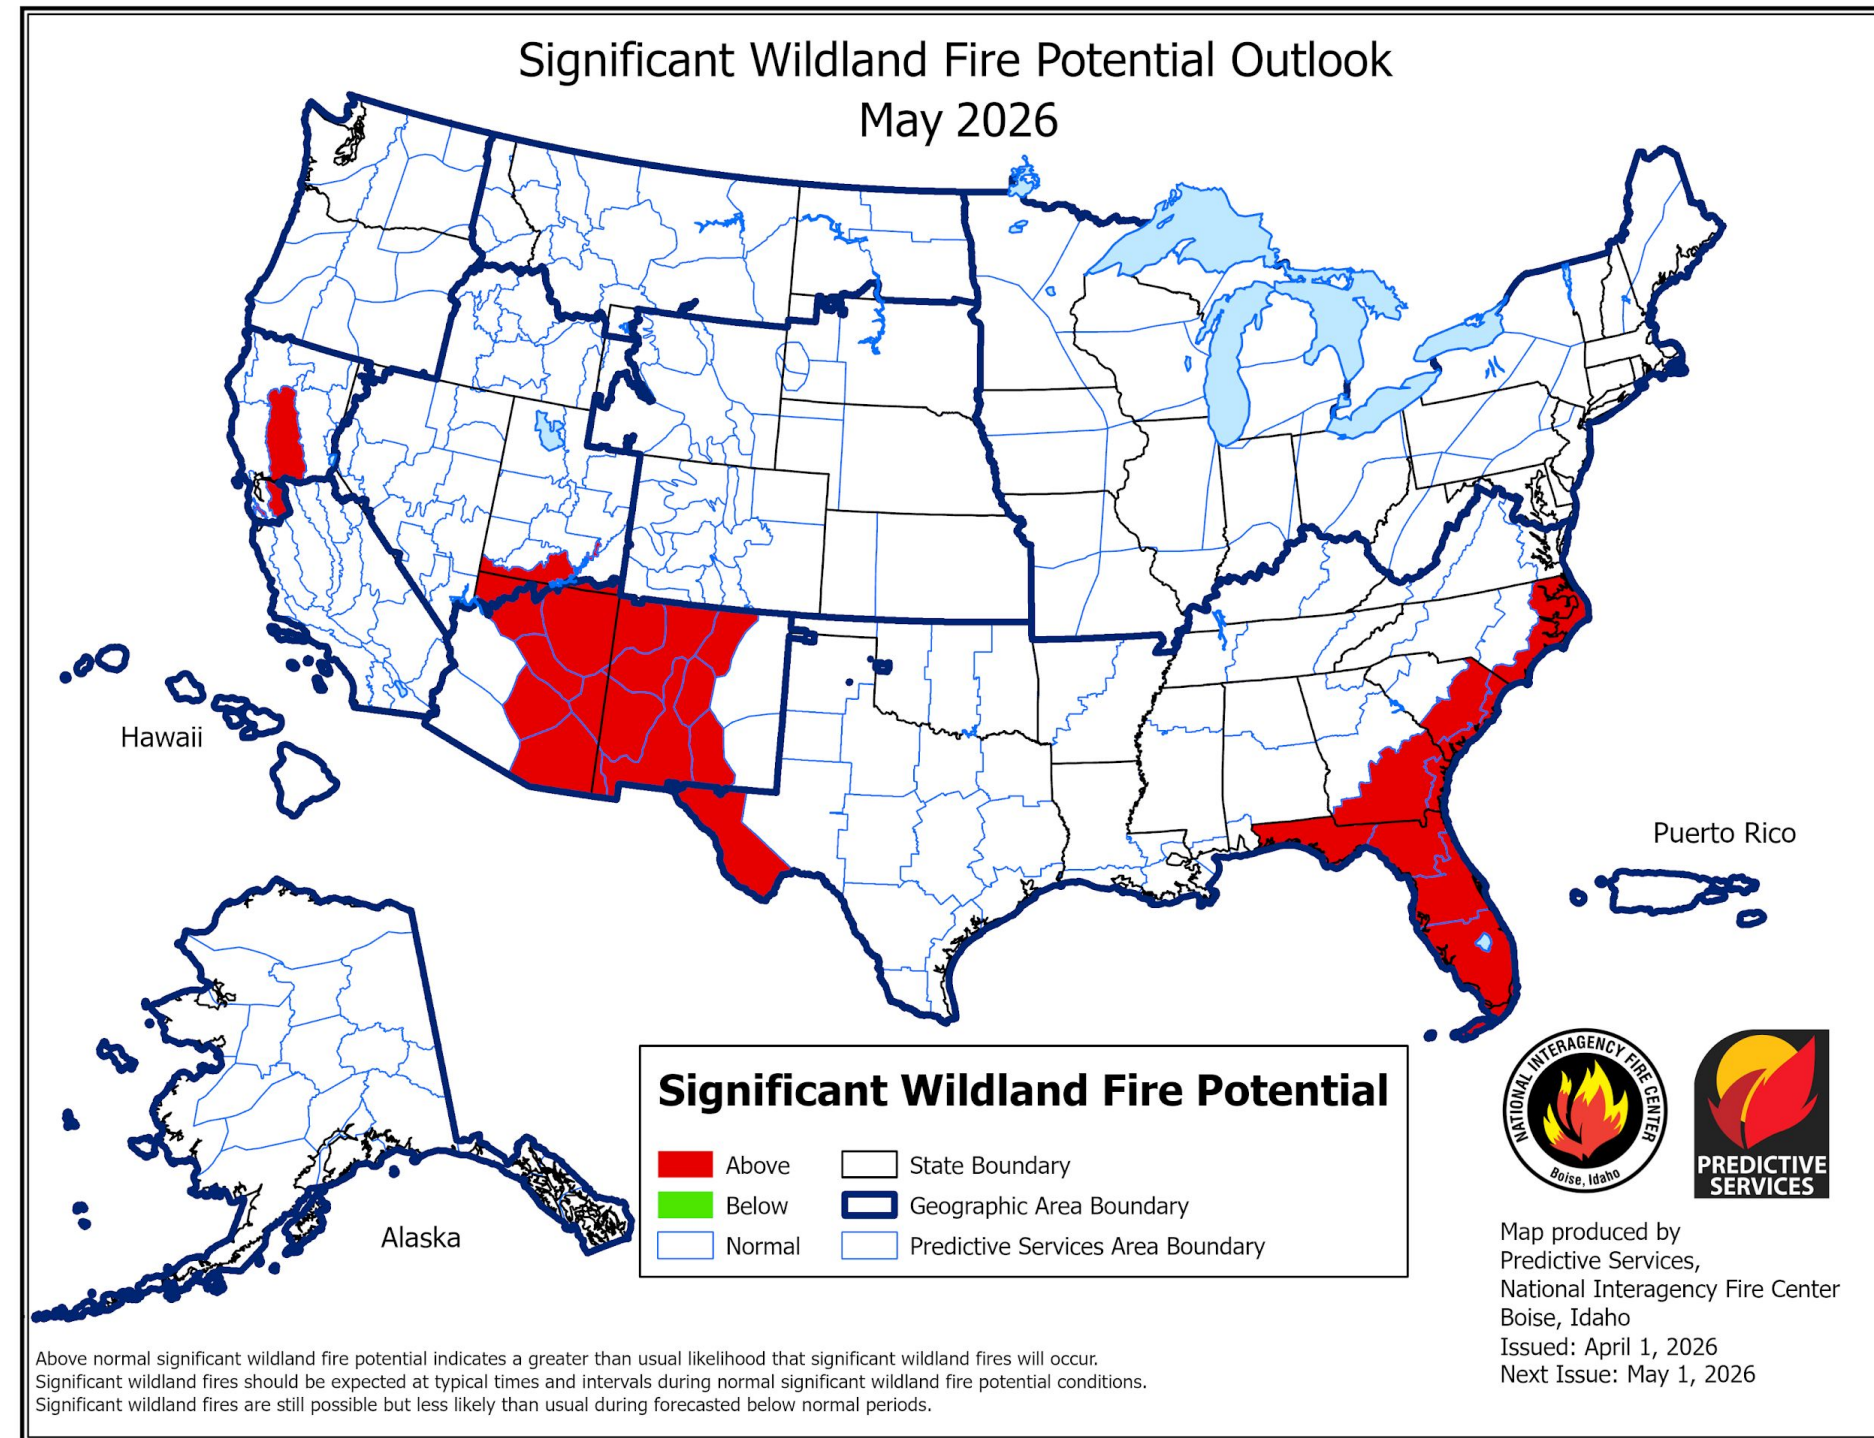 Significant Wildland Fire Potential Outlook
May 2026
Hawaii
Puerto Rico
Alaska
Significant Wildland Fire Potential
Above
State Boundary
Below
Geographic Area Boundary
Normal
Predictive Services Area Boundary
NATIONAL INTERAGENCY FIRE CENTER
Boise, Idaho
PREDICTIVE
SERVICES
Map produced by
Predictive Services,
National Interagency Fire Center
Boise, Idaho
Issued: April 1, 2026
Next Issue: May 1, 2026
Above normal significant wildland fire potential indicates a greater than usual likelihood that significant wildland fires will occur.
Significant wildland fires should be expected at typical times and intervals during normal significant wildland fire potential conditions.
Significant wildland fires are still possible but less likely than usual during forecasted below normal periods.